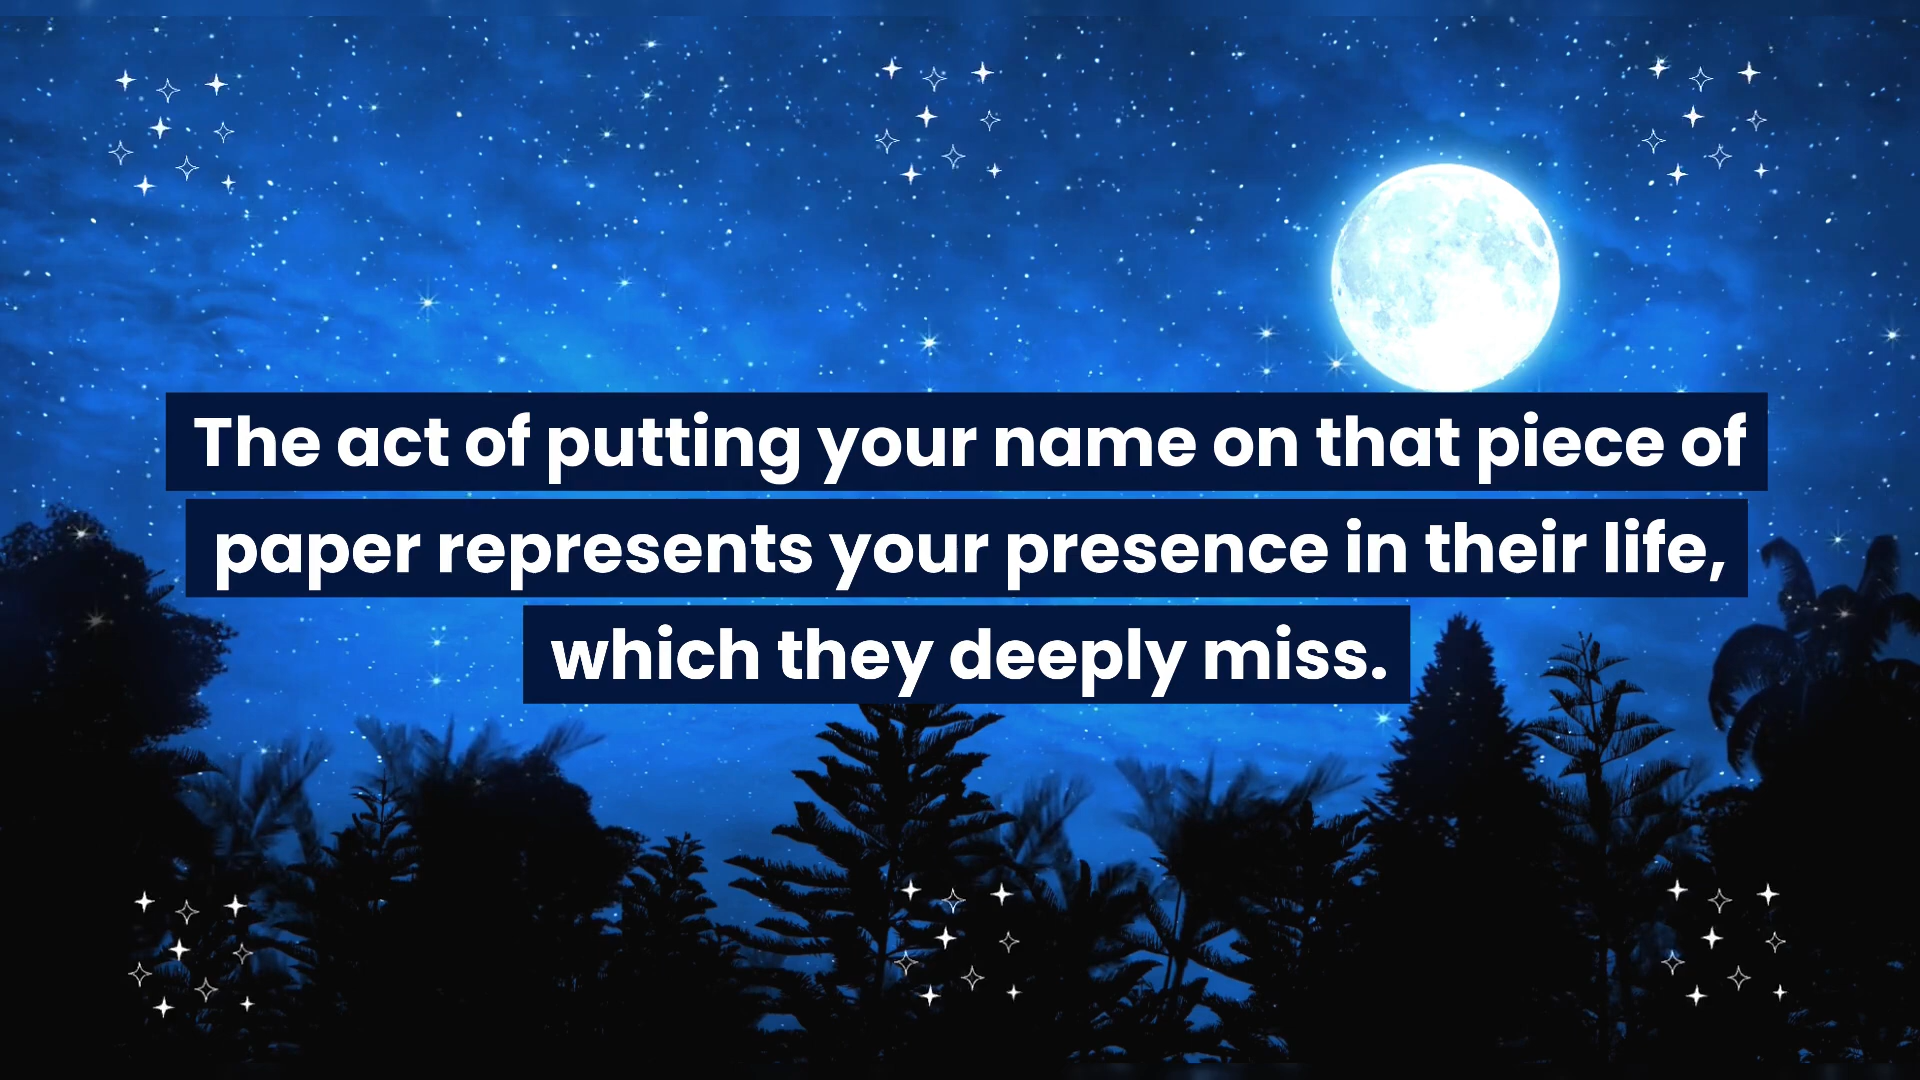 The act of putting your name on that piece of
paper represents your presence in their life,
which they deeply miss.